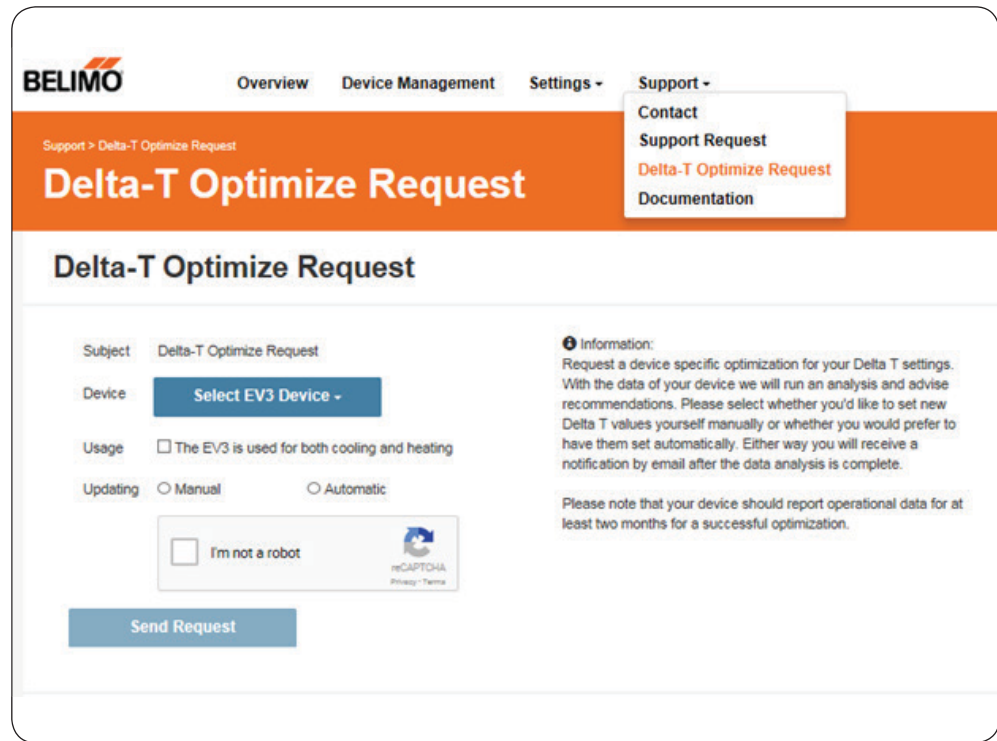 BELIMO
Overview Device Management Settings Support
Contact
Support Request
Delta-T Optimize Request
Documentation
Support > Delta-T Optimize Request
Delta-T Optimize Request
Delta-T Optimize Request
Subject Delta-T Optimize Request
Device Select EV3 Device
Usage The EV3 is used for both cooling and heating
Updating Manual Automatic
I'm not a robot
reCAPTCHA
Privacy - Terms
Send Request
Information:
Request a device specific optimization for your Delta T settings.
With the data of your device we will run an analysis and advise
recommendations. Please select whether you'd like to set new
Delta T values yourself manually or whether you would prefer to
have them set automatically. Either way you will receive a
notification by email after the data analysis is complete.
Please note that your device should report operational data for at
least two months for a successful optimization.